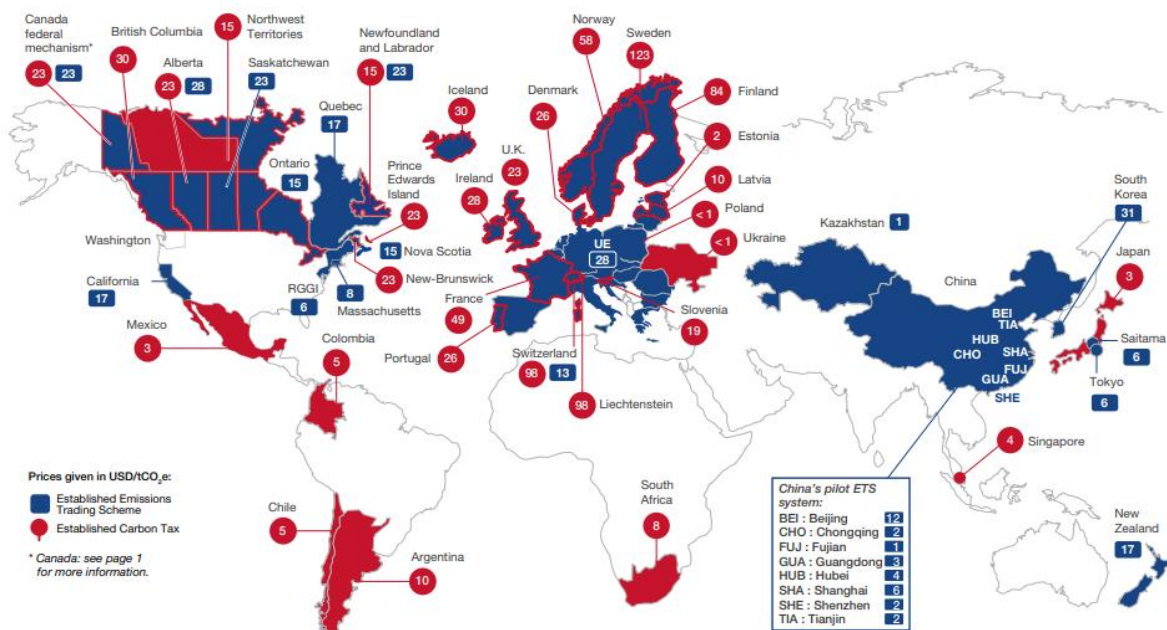 Canada
federal
mechanism*
23 23
British Columbia
30
Alberta
23 28
15
Northwest
Territories
Saskatchewan
23
Newfoundland
and Labrador
15 23
Quebec
17
Ontario
15
Prince
Edwards
Island
23
15 Nova Scotia
New-Brunswick
23
Washington
California
17
RGGI
6
8
Massachusetts
Mexico
3
Colombia
5
Chile
5
Argentina
10
Iceland
30
U.K.
23
Ireland
28
Denmark
26
Norway
58
Sweden
123
84 Finland
2 Estonia
10 Latvia
< 1 Poland
< 1 Ukraine
UE
28
France
49
Portugal
26
Switzerland
98 13
98 Liechtenstein
Slovenia
19
South
Africa
8
Kazakhstan 1
China
BEI
TIA
HUB
CHO
SHA
FUJ
GUA
SHE
South
Korea
31
Japan
3
Saitama
6
Tokyo
6
4 Singapore
New
Zealand
17
Prices given in USD/tCO2e:
Established Emissions
Trading Scheme
Established Carbon Tax
* Canada: see page 1
for more information.
China's pilot ETS
system:
BEI : Beijing 12
CHO : Chongqing 2
FUJ : Fujian 1
GUA : Guangdong 3
HUB : Hubei 4
SHA : Shanghai 6
SHE : Shenzhen 2
TIA : Tianjin 2